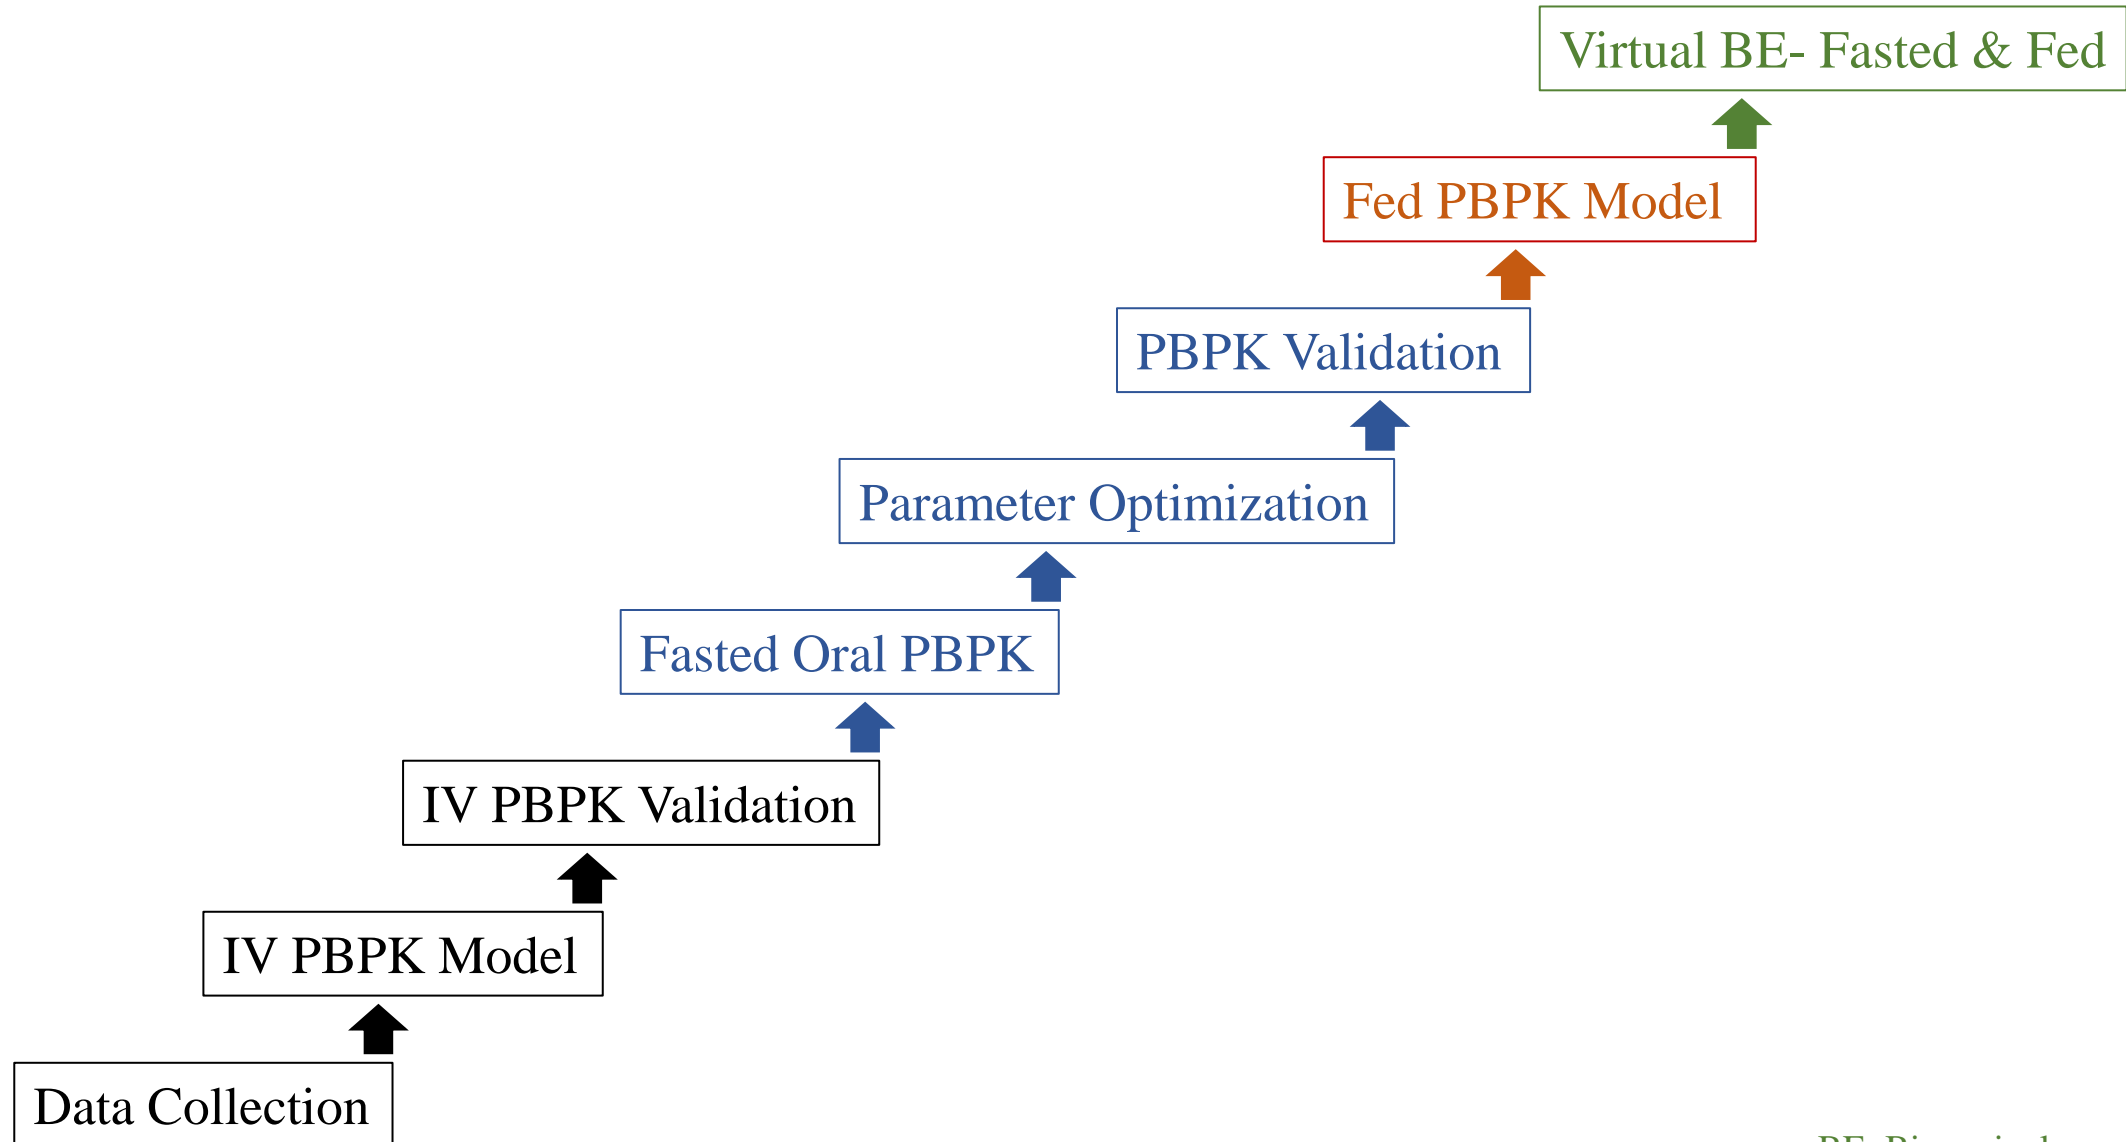 Virtual BE- Fasted & Fed
Fed PBPK Model
PBPK Validation
Parameter Optimization
Fasted Oral PBPK
IV PBPK Validation
IV PBPK Model
Data Collection